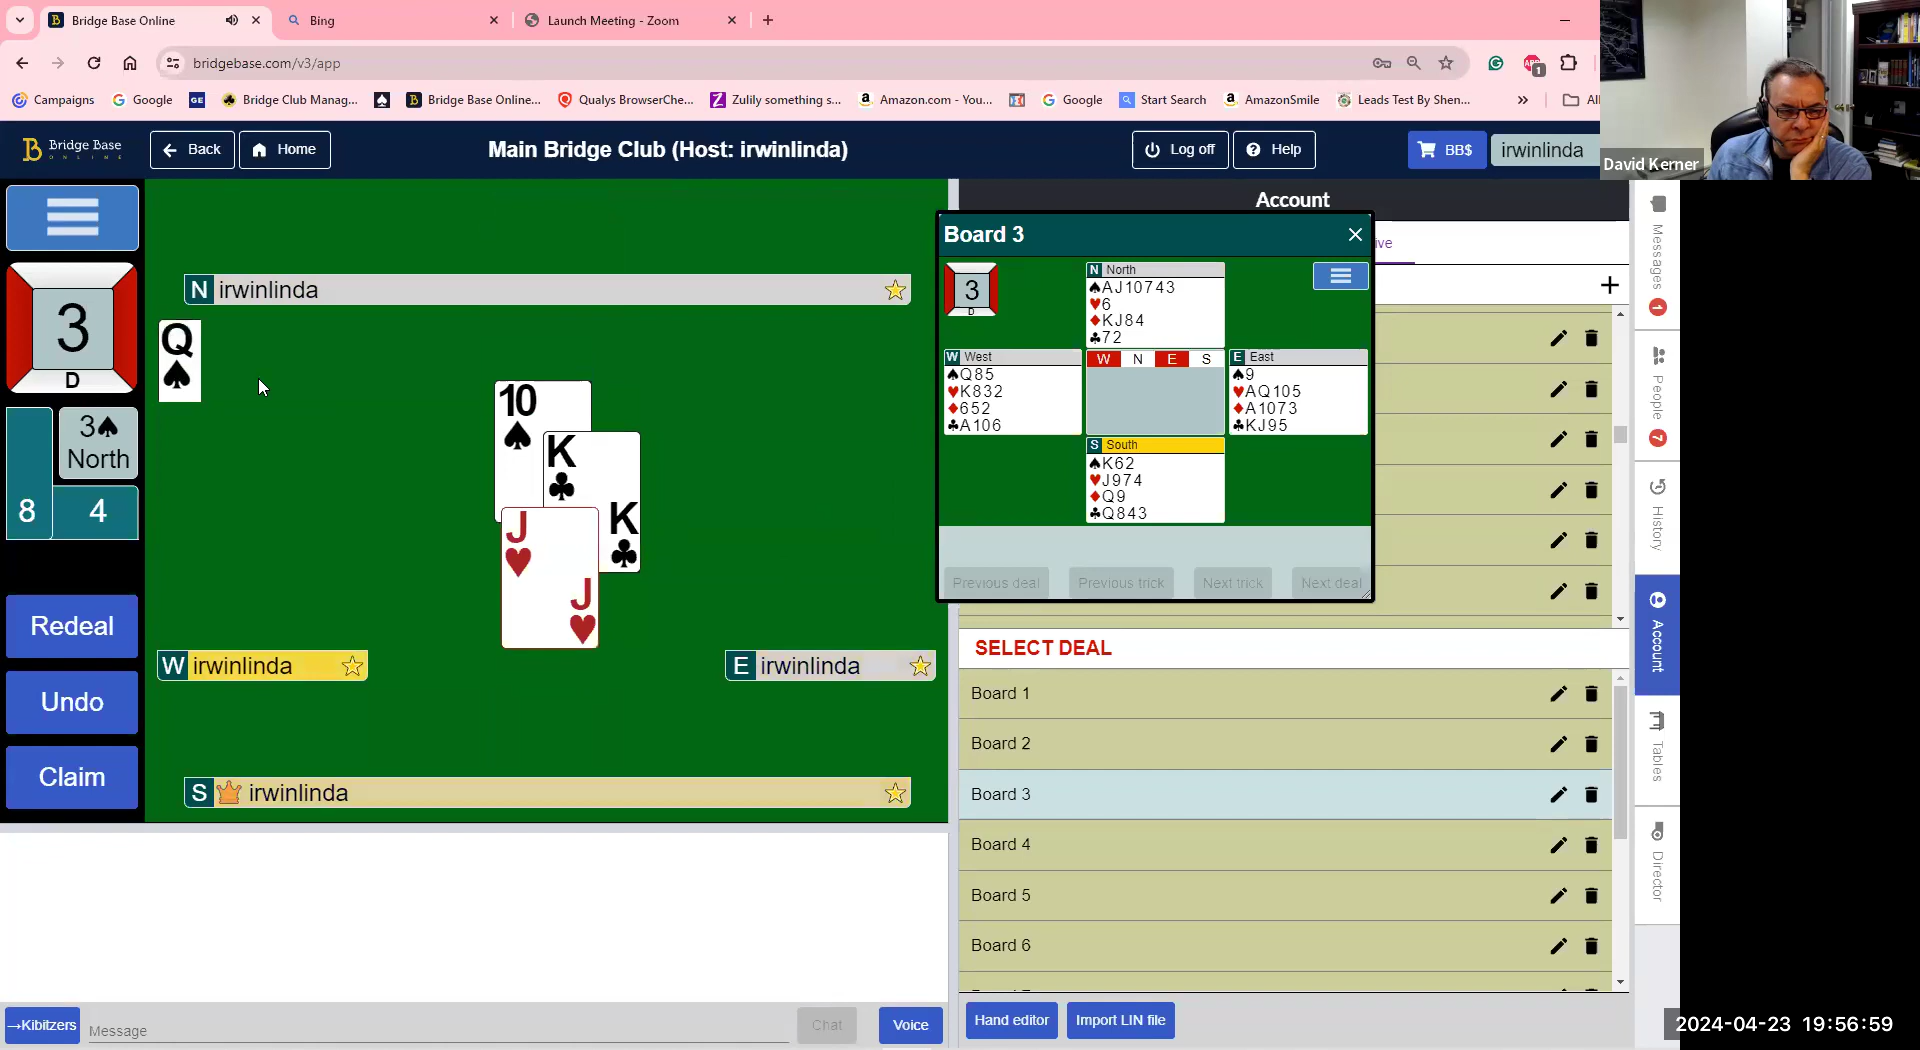 Bridge Base Online
Bing
Launch Meeting - Zoom
bridgebase.com/v3/app
1
Campaigns
Google
GE
Bridge Club Manag...
Bridge Base Online...
Qualys BrowserChe...
Zulily something s...
Amazon.com - You...
Google
Start Search
AmazonSmile
Leads Test By Shen...
»
All
David Kerner
Bridge Base
ONLINE
Back
Home
Main Bridge Club (Host: irwinlinda)
Log off
Help
BB$
irwinlinda
3
D
3♠
North
8
4
Redeal
Undo
Claim
N irwinlinda
Q
♠
10
♠
K
♣
K
♣
J
♥
J
♥
W irwinlinda
E irwinlinda
S irwinlinda
→Kibitzers
Message
Chat
Voice
Account
ive
+
Board 3
3
D
N North
♠AJ10743
♥6
♦KJ84
♣72
W West
♠Q85
♥K832
♦652
♣A106
W N E S
E East
♠9
♥AQ105
♦A1073
♣KJ95
S South
♠K62
♥J974
♦Q9
♣Q843
Previous deal
Previous trick
Next trick
Next deal
SELECT DEAL
Board 1
Board 2
Board 3
Board 4
Board 5
Board 6
Hand editor
Import LIN file
Messages
1
People
7
History
Account
Tables
Director
2024-04-23 19:56:59